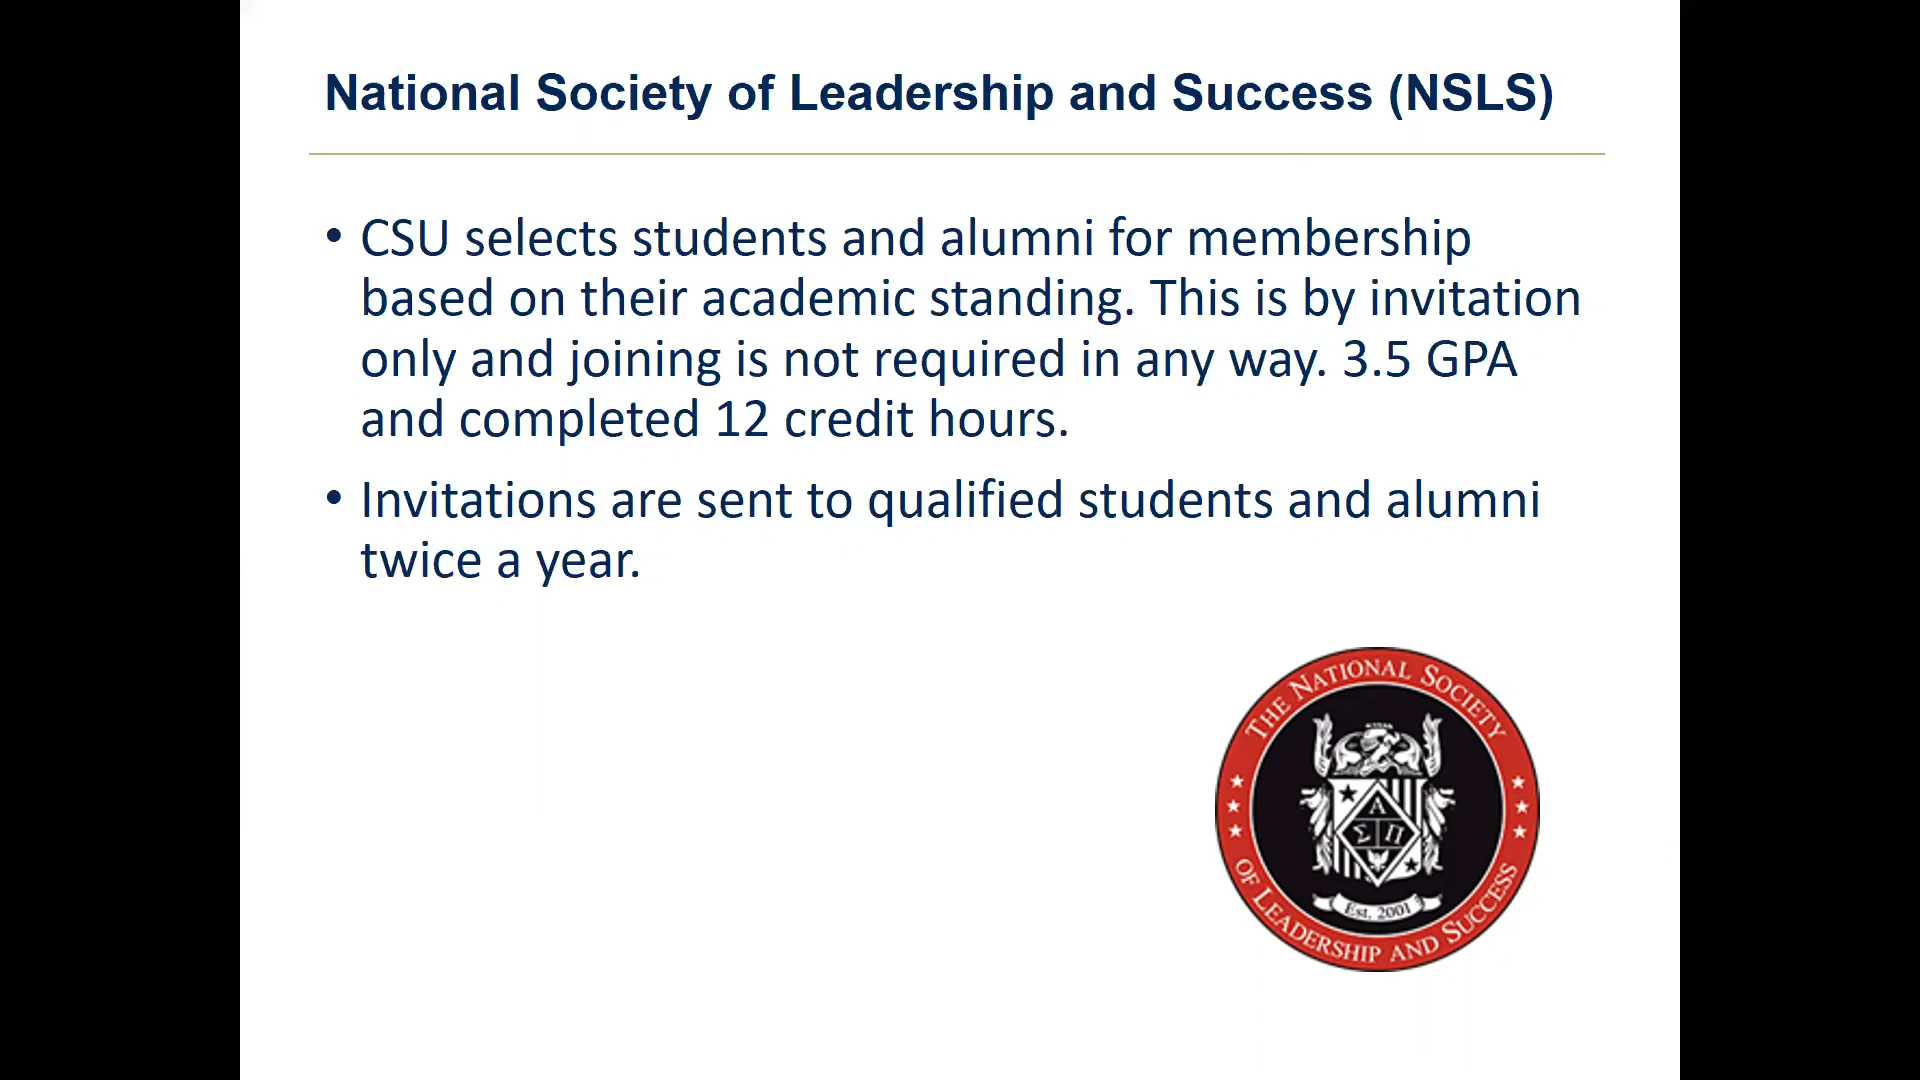 National Society of Leadership and Success (NSLS)
• CSU selects students and alumni for membership
based on their academic standing. This is by invitation
only and joining is not required in any way. 3.5 GPA
and completed 12 credit hours.
• Invitations are sent to qualified students and alumni
twice a year.
THE NATIONAL SOCIETY
Α
Σ Π
Est. 2001
OF LEADERSHIP AND SUCCESS